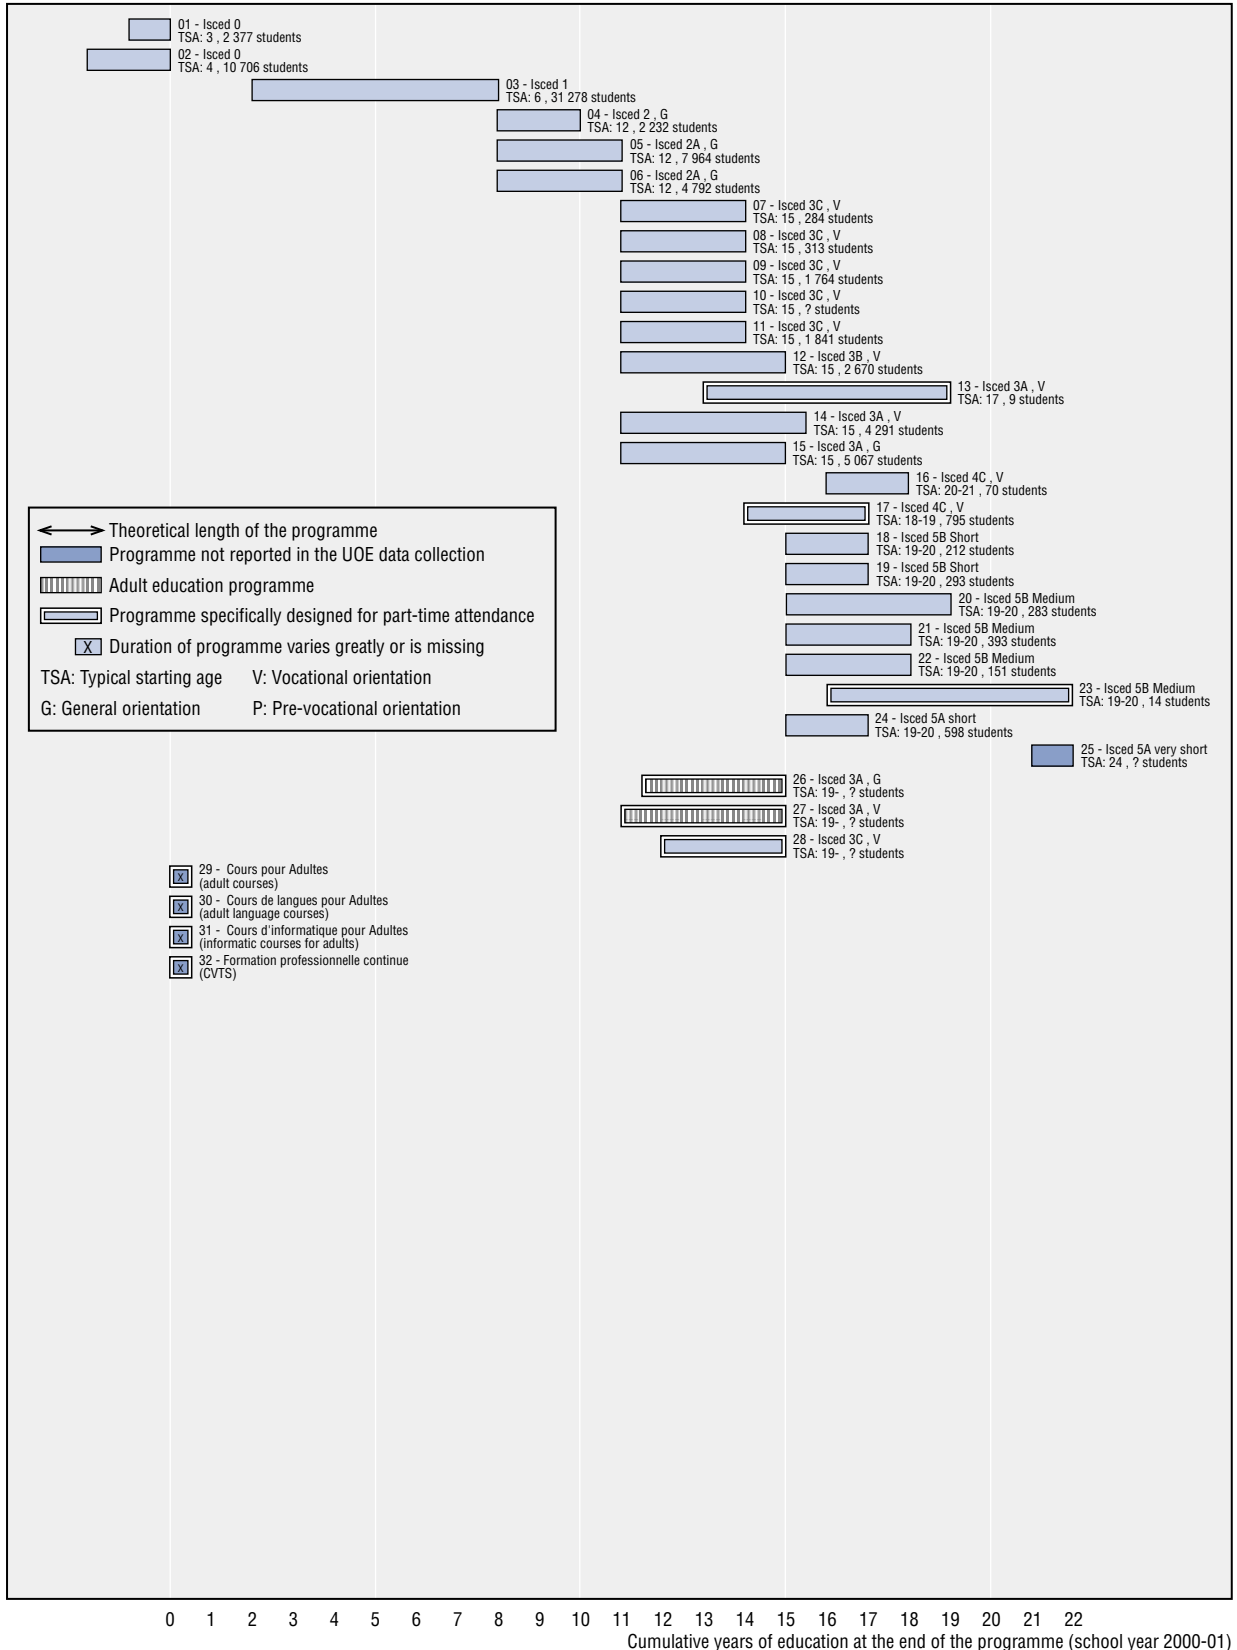 01 - Isced 0
TSA: 3 , 2 377 students
02 - Isced 0
TSA: 4 , 10 706 students
03 - Isced 1
TSA: 6 , 31 278 students
04 - Isced 2 , G
TSA: 12 , 2 232 students
05 - Isced 2A , G
TSA: 12 , 7 964 students
06 - Isced 2A , G
TSA: 12 , 4 792 students
07 - Isced 3C , V
TSA: 15 , 284 students
08 - Isced 3C , V
TSA: 15 , 313 students
09 - Isced 3C , V
TSA: 15 , 1 764 students
10 - Isced 3C , V
TSA: 15 , ? students
11 - Isced 3C , V
TSA: 15 , 1 841 students
12 - Isced 3B , V
TSA: 15 , 2 670 students
13 - Isced 3A , V
TSA: 17 , 9 students
14 - Isced 3A , V
TSA: 15 , 4 291 students
15 - Isced 3A , G
TSA: 15 , 5 067 students
16 - Isced 4C , V
TSA: 20-21 , 70 students
17 - Isced 4C , V
TSA: 18-19 , 795 students
18 - Isced 5B Short
TSA: 19-20 , 212 students
19 - Isced 5B Short
TSA: 19-20 , 293 students
20 - Isced 5B Medium
TSA: 19-20 , 283 students
21 - Isced 5B Medium
TSA: 19-20 , 393 students
22 - Isced 5B Medium
TSA: 19-20 , 151 students
23 - Isced 5B Medium
TSA: 19-20 , 14 students
24 - Isced 5A short
TSA: 19-20 , 598 students
25 - Isced 5A very short
TSA: 24 , ? students
26 - Isced 3A , G
TSA: 19- , ? students
27 - Isced 3A , V
TSA: 19- , ? students
28 - Isced 3C , V
TSA: 19- , ? students
Theoretical length of the programme
Programme not reported in the UOE data collection
Adult education programme
Programme specifically designed for part-time attendance
X Duration of programme varies greatly or is missing
TSA: Typical starting age V: Vocational orientation
G: General orientation P: Pre-vocational orientation
X 29 - Cours pour Adultes
(adult courses)
X 30 - Cours de langues pour Adultes
(adult language courses)
X 31 - Cours d'informatique pour Adultes
(informatic courses for adults)
X 32 - Formation professionnelle continue
(CVTS)
0 1 2 3 4 5 6 7 8 9 10 11 12 13 14 15 16 17 18 19 20 21 22
Cumulative years of education at the end of the programme (school year 2000-01)